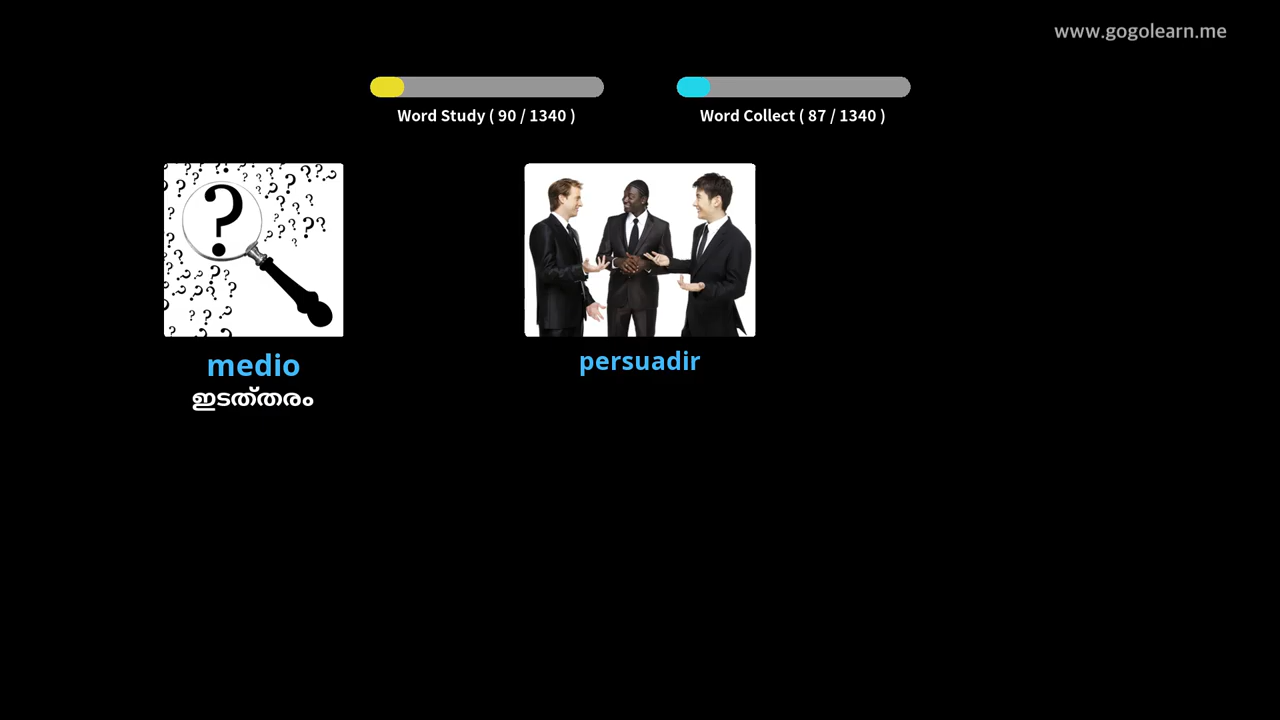 www.gogolearn.me
Word Study ( 90 / 1340 )
Word Collect ( 87 / 1340 )
medio
ഇടത്തരം
persuadir